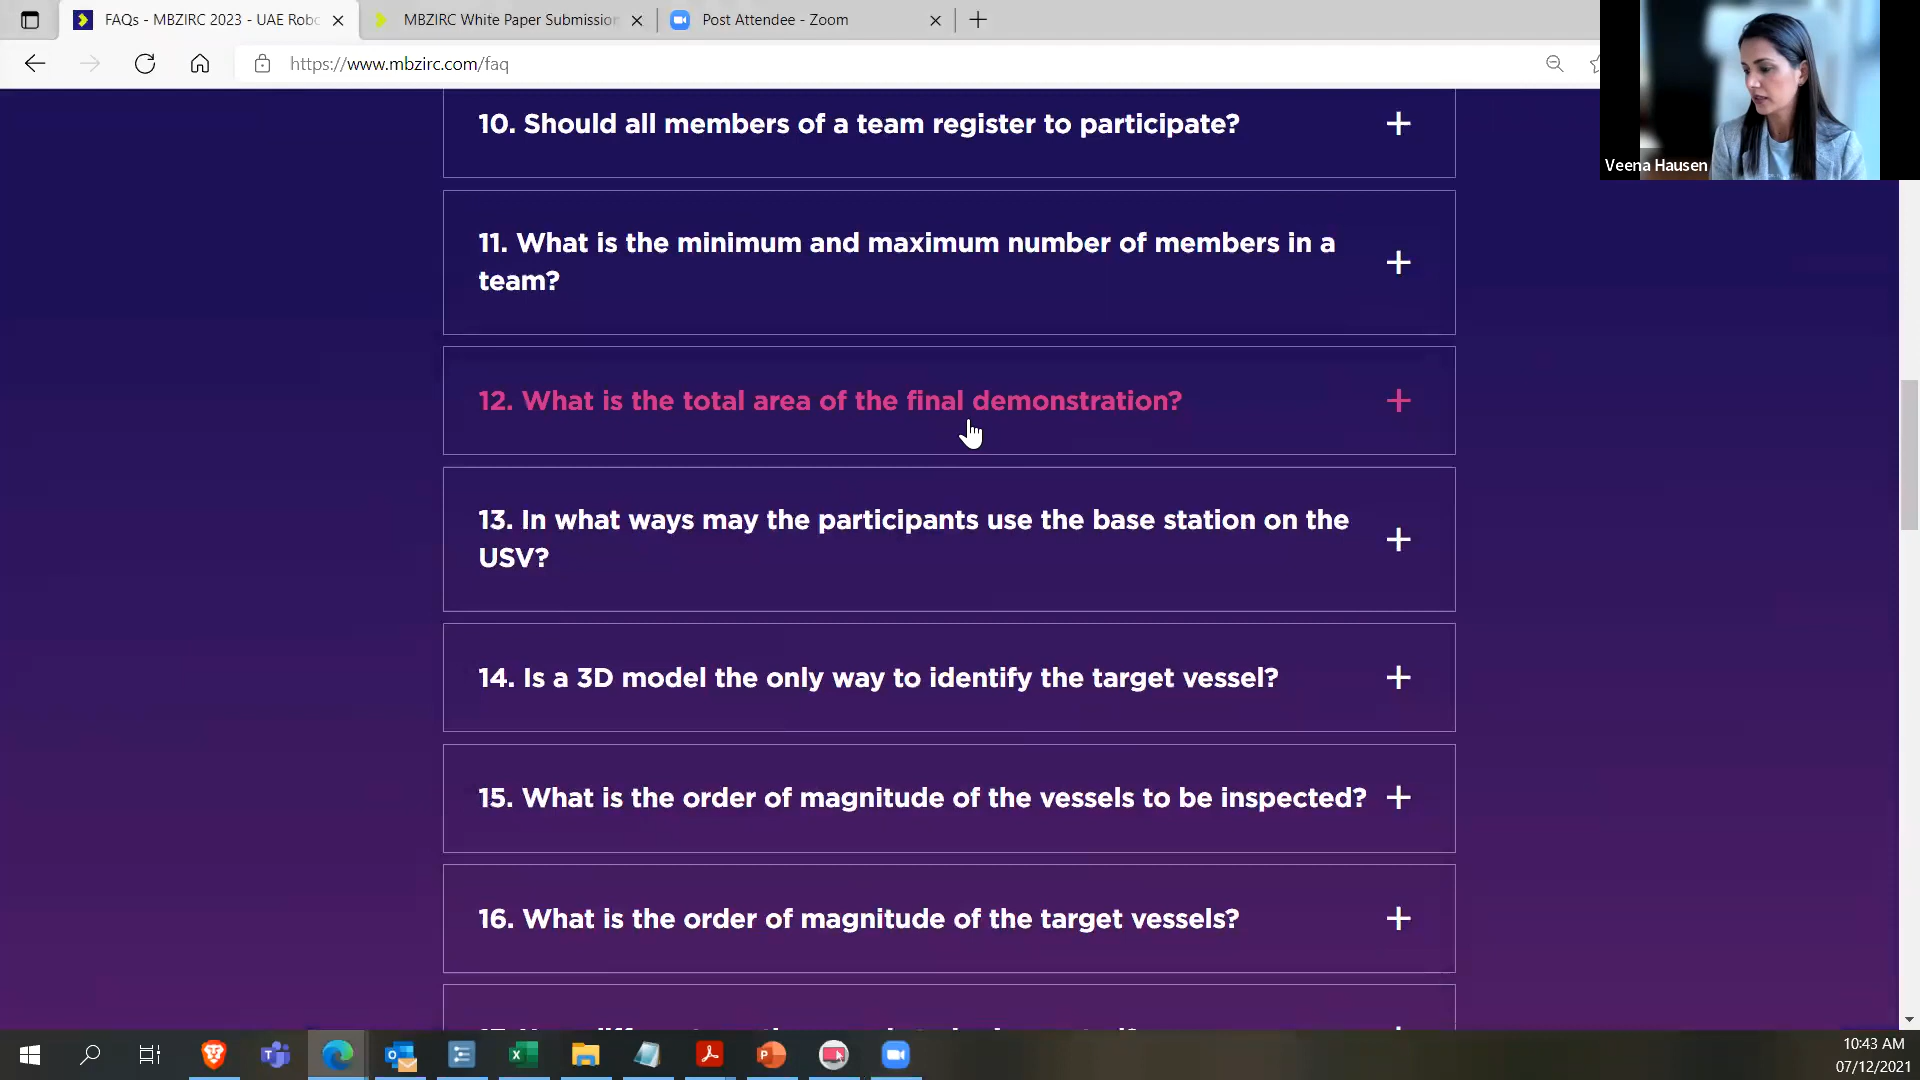 FAQs - MBZIRC 2023 - UAE Robo
MBZIRC White Paper Submission
Post Attendee - Zoom
https://www.mbzirc.com/faq
Veena Hausen
10. Should all members of a team register to participate?
11. What is the minimum and maximum number of members in a
team?
12. What is the total area of the final demonstration?
13. In what ways may the participants use the base station on the
USV?
14. Is a 3D model the only way to identify the target vessel?
15. What is the order of magnitude of the vessels to be inspected?
16. What is the order of magnitude of the target vessels?
10:43 AM
07/12/2021